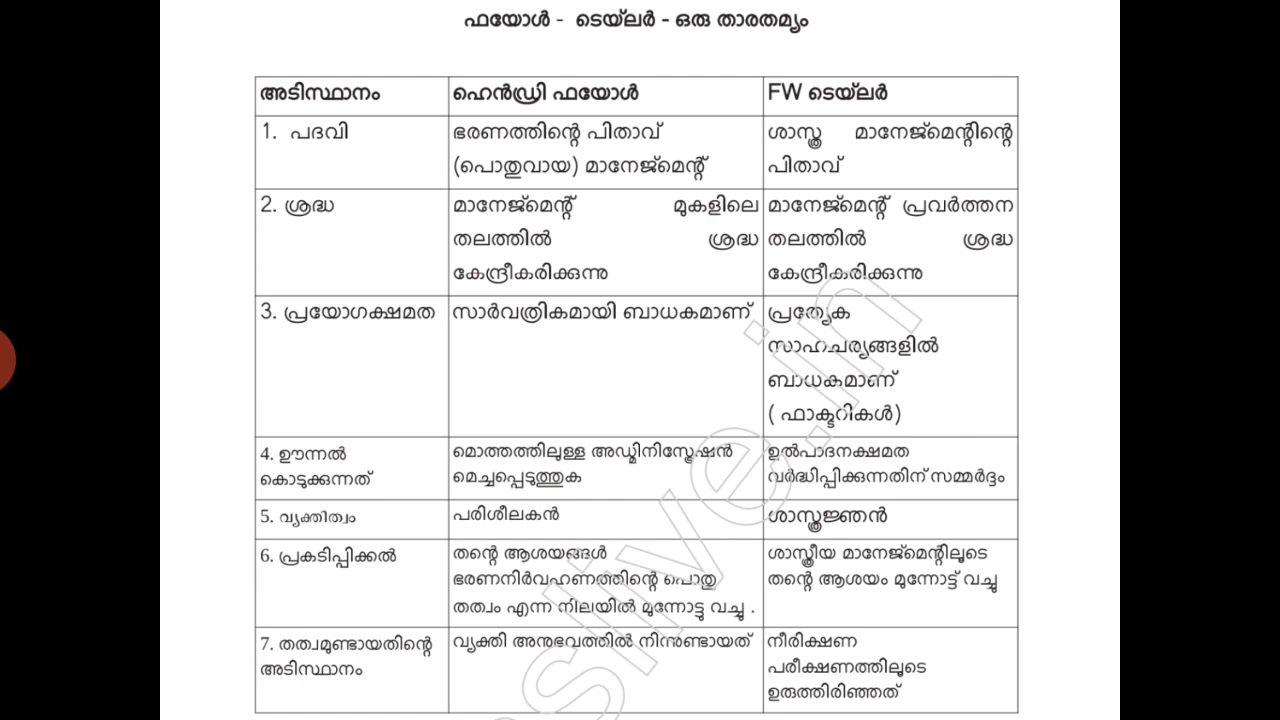 ഫയോൾ - ടെയ്‌ലർ - ഒരു താരതമ്യം
അടിസ്ഥാനം ഹെൻഡ്രി ഫയോൾ FW ടെയ്‌ലർ
1. പദവി ഭരണത്തിന്റെ പിതാവ് ശാസ്ത്ര മാനേജ്മെന്റിന്റെ
(പൊതുവായ) മാനേജ്മെന്റ് പിതാവ്
2. ശ്രദ്ധ മാനേജ്മെന്റ് മുകളിലെ മാനേജ്മെന്റ് പ്രവർത്തന
തലത്തിൽ ശ്രദ്ധ തലത്തിൽ ശ്രദ്ധ
കേന്ദ്രീകരിക്കുന്നു കേന്ദ്രീകരിക്കുന്നു
3. പ്രയോഗക്ഷമത സാർവത്രികമായി ബാധകമാണ് പ്രത്യേക
സാഹചര്യങ്ങളിൽ
ബാധകമാണ്
( ഫാക്ടറികൾ)
4. ഊന്നൽ മൊത്തത്തിലുള്ള അഡ്മിനിസ്ട്രേഷൻ ഉൽപാദനക്ഷമത
കൊടുക്കുന്നത് മെച്ചപ്പെടുത്തുക വർദ്ധിപ്പിക്കുന്നതിന് സമ്മർദ്ദം
5. വ്യക്തിത്വം പരിശീലകൻ ശാസ്ത്രജ്ഞൻ
6. പ്രകടിപ്പിക്കൽ തന്റെ ആശയങ്ങൾ ശാസ്ത്രീയ മാനേജ്മെന്റിലൂടെ
ഭരണനിർവഹണത്തിന്റെ പൊതു തന്റെ ആശയം മുന്നോട്ട് വച്ചു
തത്വം എന്ന നിലയിൽ മുന്നോട്ടു വച്ചു .
7. തത്വമുണ്ടായതിന്റെ വ്യക്തി അനുഭവത്തിൽ നിന്നുണ്ടായത് നീരിക്ഷണ
അടിസ്ഥാനം പരീക്ഷണത്തിലൂടെ
ഉരുത്തിരിഞ്ഞത്
slive.in